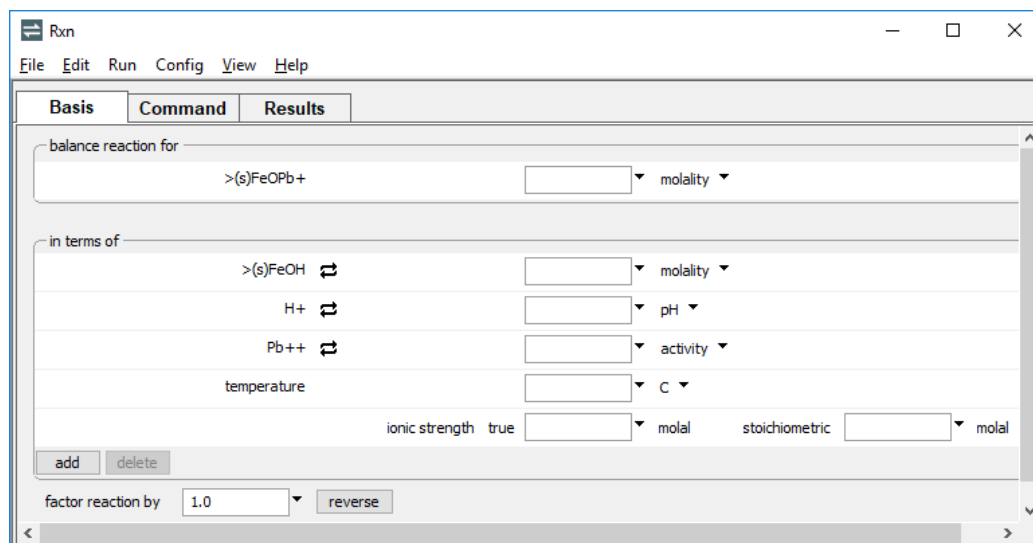 Rxn
File Edit Run Config View Help
Basis Command Results
balance reaction for
>(s)FeOPb+ molality
in terms of
>(s)FeOH molality
H+ pH
Pb++ activity
temperature C
ionic strength true molal stoichiometric molal
add delete
factor reaction by 1.0 reverse